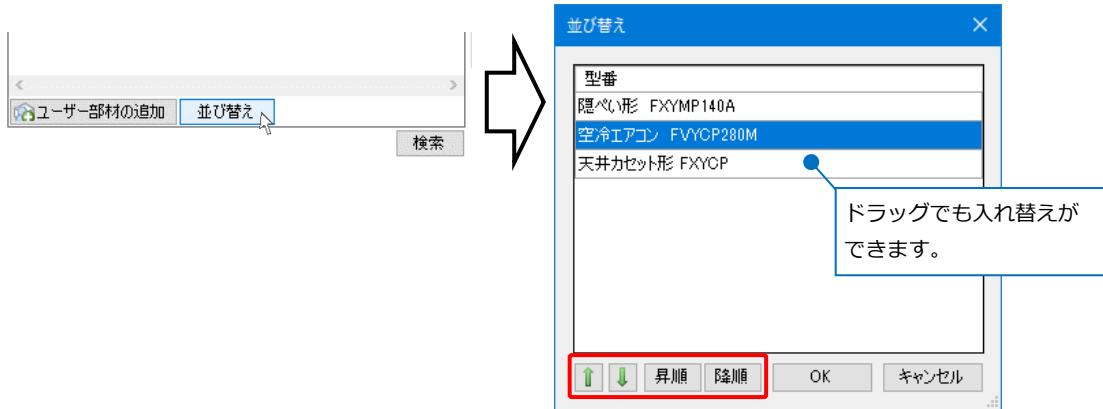 ユーザー部材の追加
並び替え
検索
並び替え
型番
隠ぺい形 FXYMP140A
空冷エアコン FVYCP280M
天井カセット形 FXYCP
ドラッグでも入れ替えが
できます。
昇順
降順
OK
キャンセル